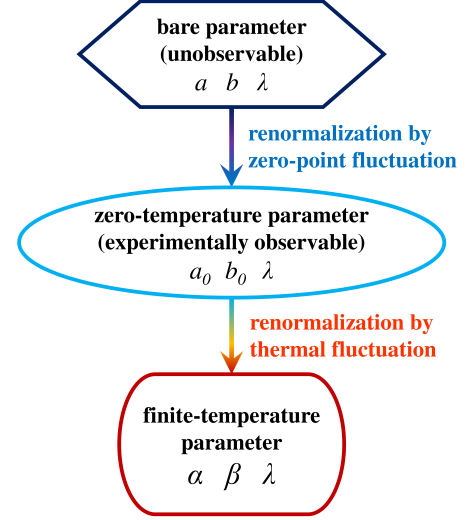 bare parameter
(unobservable)
a b λ
renormalization by
zero-point fluctuation
zero-temperature parameter
(experimentally observable)
a₀ b₀ λ
renormalization by
thermal fluctuation
finite-temperature
parameter
α β λ